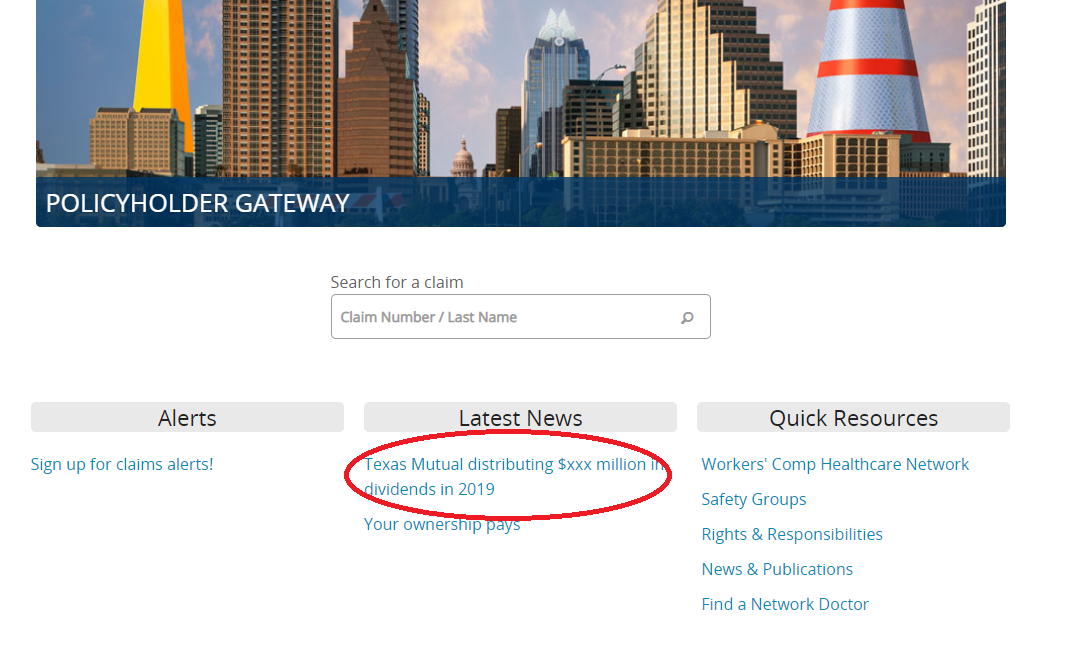 POLICYHOLDER GATEWAY
Search for a claim
Claim Number / Last Name
Alerts
Sign up for claims alerts!
Latest News
Texas Mutual distributing $xxx million in
dividends in 2019
Your ownership pays
Quick Resources
Workers' Comp Healthcare Network
Safety Groups
Rights & Responsibilities
News & Publications
Find a Network Doctor